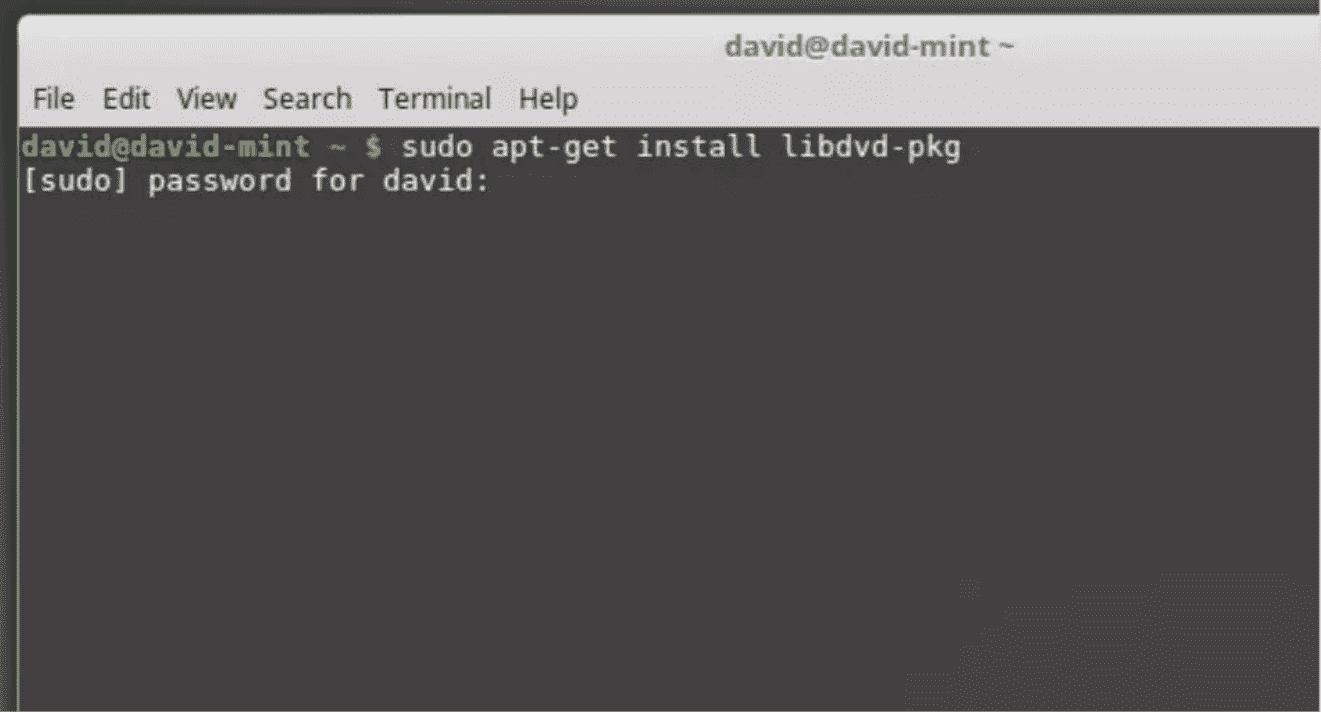 david@david-mint ~
File Edit View Search Terminal Help
david@david-mint ~ $ sudo apt-get install libdvd-pkg
[sudo] password for david: